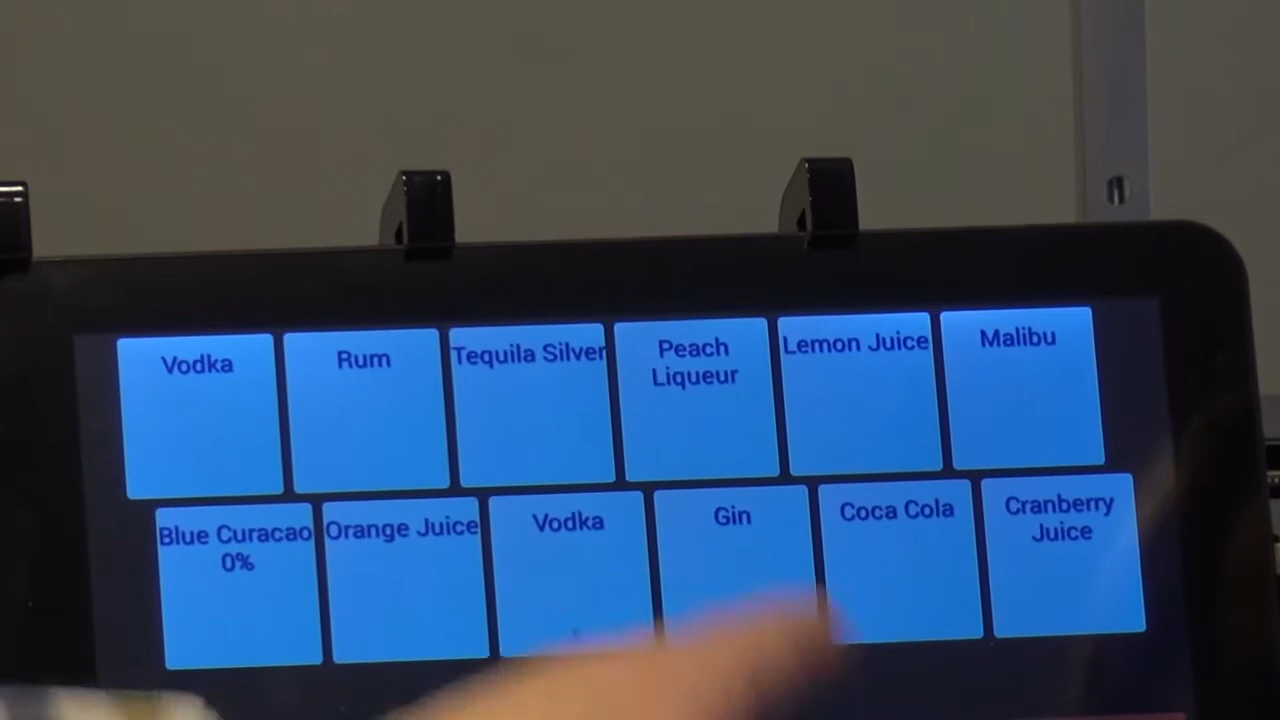 Vodka
Rum
Tequila Silver
Peach
Liqueur
Lemon Juice
Malibu
Blue Curacao
0%
Orange Juice
Vodka
Gin
Coca Cola
Cranberry
Juice